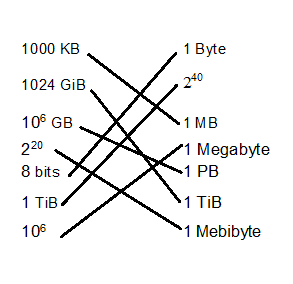 1000 KB
1 Byte
1024 GiB
2⁴⁰
10⁶ GB
1 MB
2²⁰
1 Megabyte
8 bits
1 PB
1 TiB
1 TiB
10⁶
1 Mebibyte